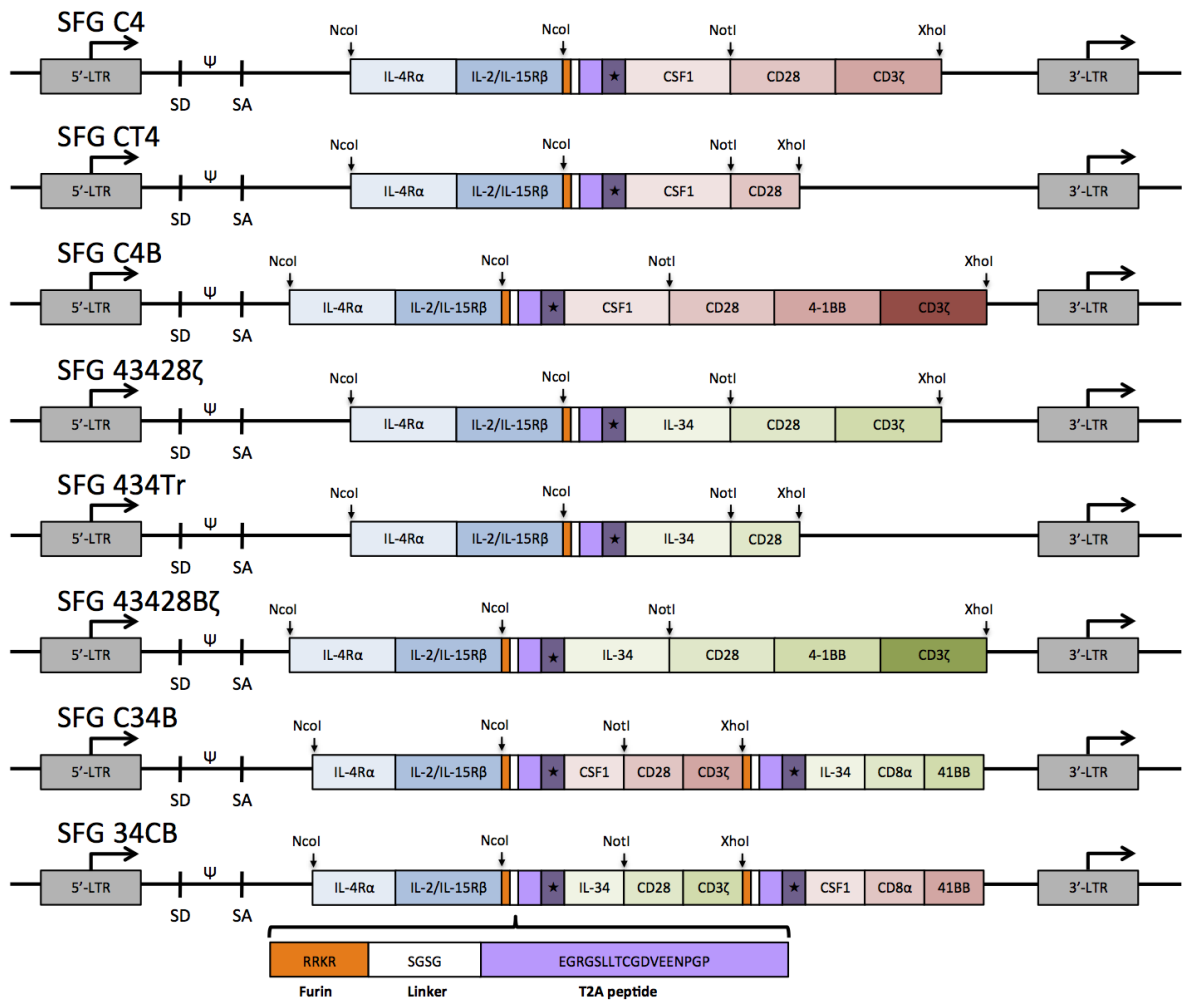 SFG C4
NcoI NcoI NotI XhoI
5’-LTR Ψ IL-4Rα IL-2/IL-15Rβ ★ CSF1 CD28 CD3ζ 3’-LTR
SD SA
SFG CT4
NcoI NcoI NotI XhoI
5’-LTR Ψ IL-4Rα IL-2/IL-15Rβ ★ CSF1 CD28 3’-LTR
SD SA
SFG C4B
NcoI NcoI NotI XhoI
5’-LTR Ψ IL-4Rα IL-2/IL-15Rβ ★ CSF1 CD28 4-1BB CD3ζ 3’-LTR
SD SA
SFG 43428ζ
NcoI NcoI NotI XhoI
5’-LTR Ψ IL-4Rα IL-2/IL-15Rβ ★ IL-34 CD28 CD3ζ 3’-LTR
SD SA
SFG 434Tr
NcoI NcoI NotI XhoI
5’-LTR Ψ IL-4Rα IL-2/IL-15Rβ ★ IL-34 CD28 3’-LTR
SD SA
SFG 43428Bζ
NcoI NcoI NotI XhoI
5’-LTR Ψ IL-4Rα IL-2/IL-15Rβ ★ IL-34 CD28 4-1BB CD3ζ 3’-LTR
SD SA
SFG C34B
NcoI NcoI NotI XhoI
5’-LTR Ψ IL-4Rα IL-2/IL-15Rβ ★ CSF1 CD28 CD3ζ ★ IL-34 CD8α 41BB 3’-LTR
SD SA
SFG 34CB
NcoI NcoI NotI XhoI
5’-LTR Ψ IL-4Rα IL-2/IL-15Rβ ★ IL-34 CD28 CD3ζ ★ CSF1 CD8α 41BB 3’-LTR
SD SA
RRKR SGSG EGRGSLLTCGDVEENPGP
Furin Linker T2A peptide